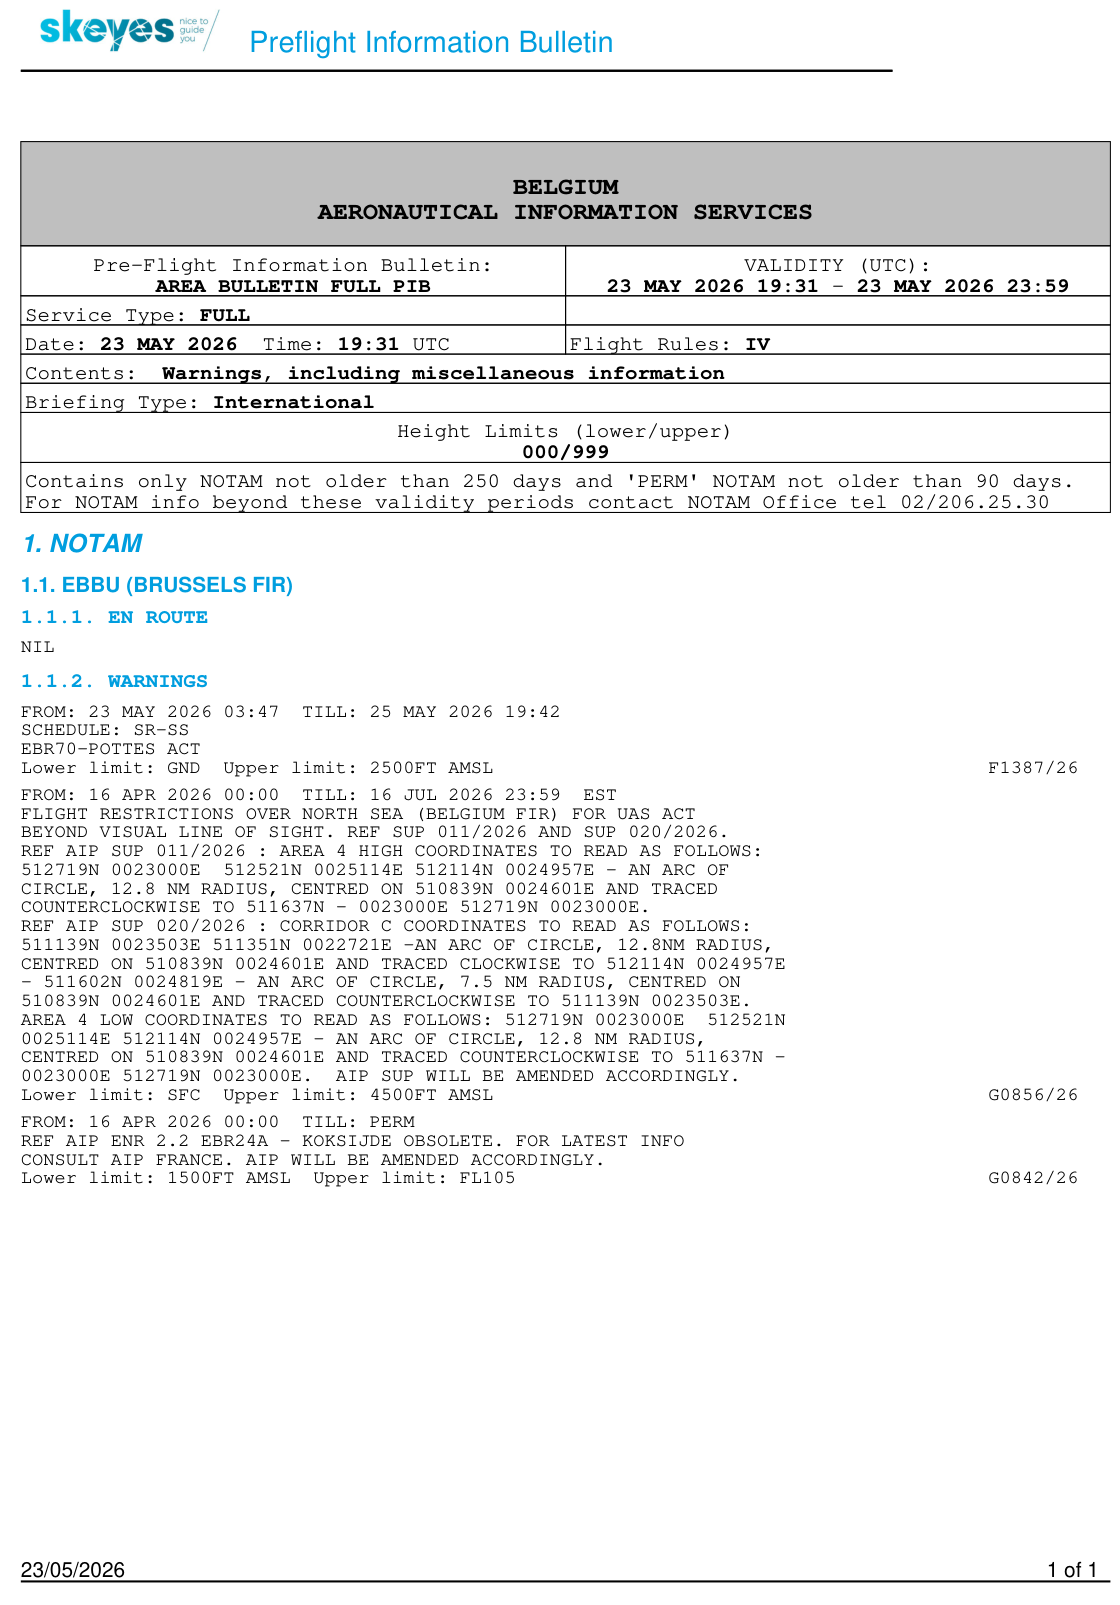 skeyes nice to guide you
Preflight Information Bulletin
BELGIUM
AERONAUTICAL INFORMATION SERVICES
Pre-Flight Information Bulletin:
AREA BULLETIN FULL PIB
VALIDITY (UTC):
23 MAY 2026 19:31 - 23 MAY 2026 23:59
Service Type: FULL
Date: 23 MAY 2026  Time: 19:31 UTC
Flight Rules: IV
Contents:  Warnings, including miscellaneous information
Briefing Type: International
Height Limits (lower/upper)
000/999
Contains only NOTAM not older than 250 days and 'PERM' NOTAM not older than 90 days.
For NOTAM info beyond these validity periods contact NOTAM Office tel 02/206.25.30
1. NOTAM
1.1. EBBU (BRUSSELS FIR)
1.1.1. EN ROUTE
NIL
1.1.2. WARNINGS
FROM: 23 MAY 2026 03:47  TILL: 25 MAY 2026 19:42
SCHEDULE: SR-SS
EBR70-POTTES ACT
Lower limit: GND  Upper limit: 2500FT AMSL F1387/26
FROM: 16 APR 2026 00:00  TILL: 16 JUL 2026 23:59  EST
FLIGHT RESTRICTIONS OVER NORTH SEA (BELGIUM FIR) FOR UAS ACT
BEYOND VISUAL LINE OF SIGHT. REF SUP 011/2026 AND SUP 020/2026.
REF AIP SUP 011/2026 : AREA 4 HIGH COORDINATES TO READ AS FOLLOWS:
512719N 0023000E  512521N 0025114E 512114N 0024957E - AN ARC OF
CIRCLE, 12.8 NM RADIUS, CENTRED ON 510839N 0024601E AND TRACED
COUNTERCLOCKWISE TO 511637N - 0023000E 512719N 0023000E.
REF AIP SUP 020/2026 : CORRIDOR C COORDINATES TO READ AS FOLLOWS:
511139N 0023503E 511351N 0022721E -AN ARC OF CIRCLE, 12.8NM RADIUS,
CENTRED ON 510839N 0024601E AND TRACED CLOCKWISE TO 512114N 0024957E
- 511602N 0024819E - AN ARC OF CIRCLE, 7.5 NM RADIUS, CENTRED ON
510839N 0024601E AND TRACED COUNTERCLOCKWISE TO 511139N 0023503E.
AREA 4 LOW COORDINATES TO READ AS FOLLOWS: 512719N 0023000E  512521N
0025114E 512114N 0024957E - AN ARC OF CIRCLE, 12.8 NM RADIUS,
CENTRED ON 510839N 0024601E AND TRACED COUNTERCLOCKWISE TO 511637N -
0023000E 512719N 0023000E.  AIP SUP WILL BE AMENDED ACCORDINGLY.
Lower limit: SFC  Upper limit: 4500FT AMSL G0856/26
FROM: 16 APR 2026 00:00  TILL: PERM
REF AIP ENR 2.2 EBR24A - KOKSIJDE OBSOLETE. FOR LATEST INFO
CONSULT AIP FRANCE. AIP WILL BE AMENDED ACCORDINGLY.
Lower limit: 1500FT AMSL  Upper limit: FL105 G0842/26
23/05/2026
1 of 1